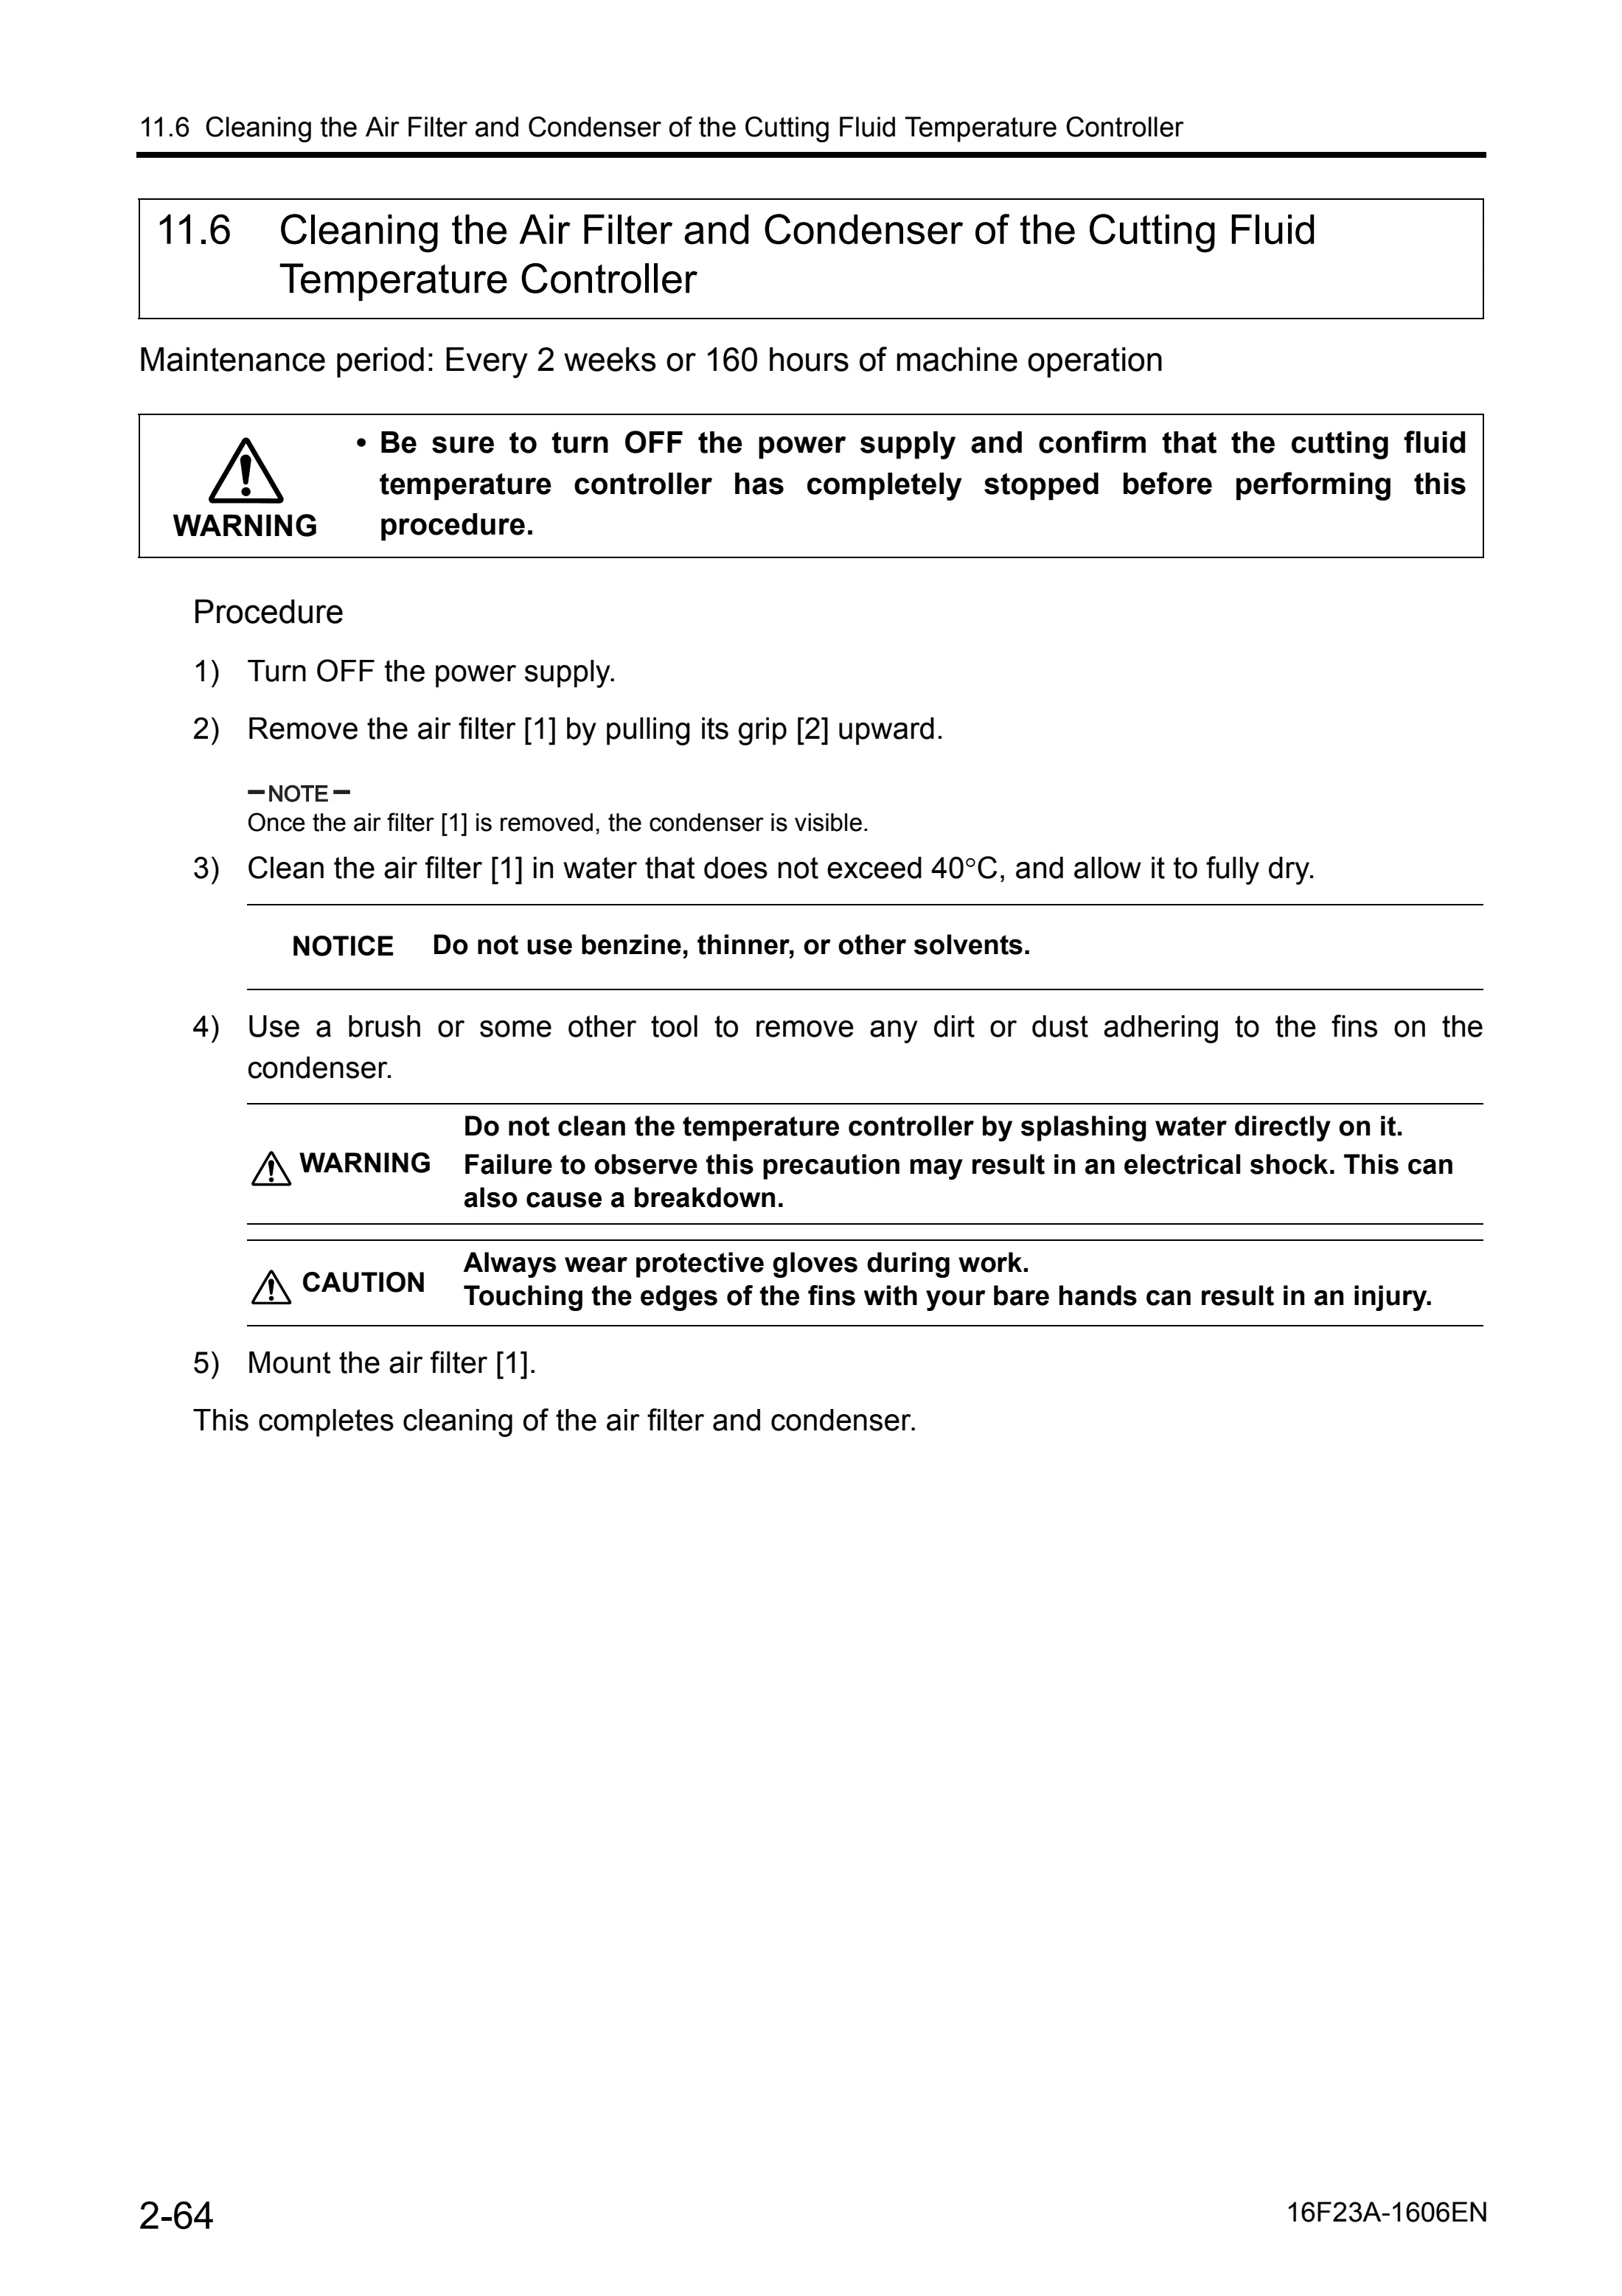 11.6 Cleaning the Air Filter and Condenser of the Cutting Fluid Temperature Controller
11.6 Cleaning the Air Filter and Condenser of the Cutting Fluid
Temperature Controller
Maintenance period: Every 2 weeks or 160 hours of machine operation
WARNING
• Be sure to turn OFF the power supply and confirm that the cutting fluid
temperature controller has completely stopped before performing this
procedure.
Procedure
1) Turn OFF the power supply.
2) Remove the air filter [1] by pulling its grip [2] upward.
NOTE
Once the air filter [1] is removed, the condenser is visible.
3) Clean the air filter [1] in water that does not exceed 40°C, and allow it to fully dry.
NOTICE Do not use benzine, thinner, or other solvents.
4) Use a brush or some other tool to remove any dirt or dust adhering to the fins on the
condenser.
WARNING
Do not clean the temperature controller by splashing water directly on it.
Failure to observe this precaution may result in an electrical shock. This can
also cause a breakdown.
CAUTION
Always wear protective gloves during work.
Touching the edges of the fins with your bare hands can result in an injury.
5) Mount the air filter [1].
This completes cleaning of the air filter and condenser.
2-64
16F23A-1606EN